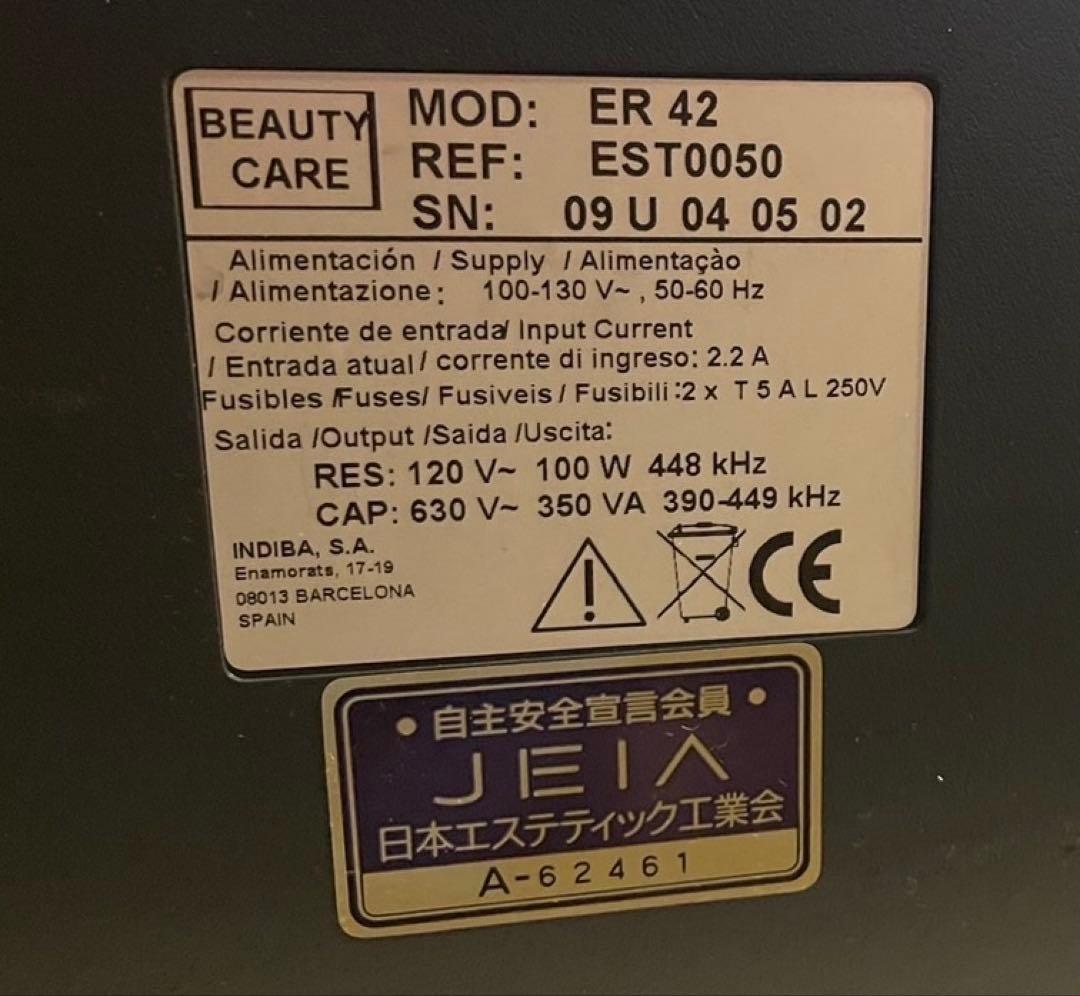 BEAUTY CARE
MOD: ER 42
REF: EST0050
SN: 09 U 04 05 02
Alimentación / Supply / Alimentaçào
/ Alimentazione: 100-130 V~ , 50-60 Hz
Corriente de entrada/ Input Current
/ Entrada atual / corrente di ingreso: 2.2 A
Fusibles /Fuses/ Fusiveis / Fusibili :2 x T 5 A L 250V
Salida /Output /Saida /Uscita:
RES: 120 V~ 100 W 448 kHz
CAP: 630 V~ 350 VA 390-449 kHz
INDIBA, S.A.
Enamorats, 17-19
08013 BARCELONA
SPAIN
CE
• 自主安全宣言会員 •
JEIA
日本エステティック工業会
A-62461